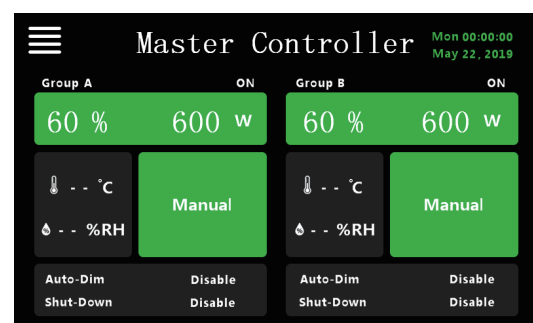 Master Controller
Mon 00:00:00
May 22, 2019
Group A ON
60 % 600 W
- - °C
- - %RH
Manual
Auto-Dim Disable
Shut-Down Disable
Group B ON
60 % 600 W
- - °C
- - %RH
Manual
Auto-Dim Disable
Shut-Down Disable